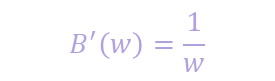 B′(w) = 1/w